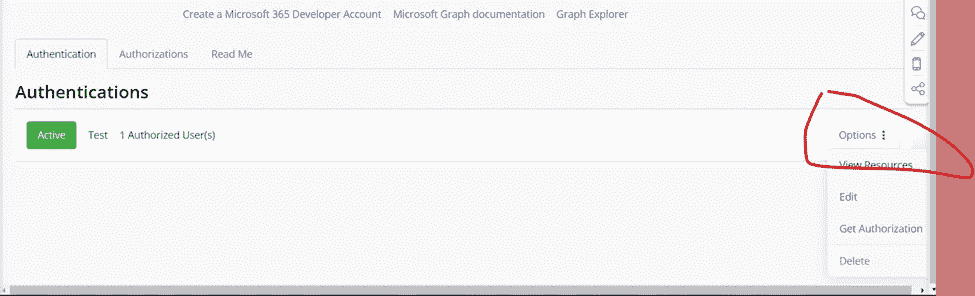 Create a Microsoft 365 Developer Account Microsoft Graph documentation Graph Explorer
Authentication Authorizations Read Me
Authentications
Active Test 1 Authorized User(s) Options
View Resources
Edit
Get Authorization
Delete